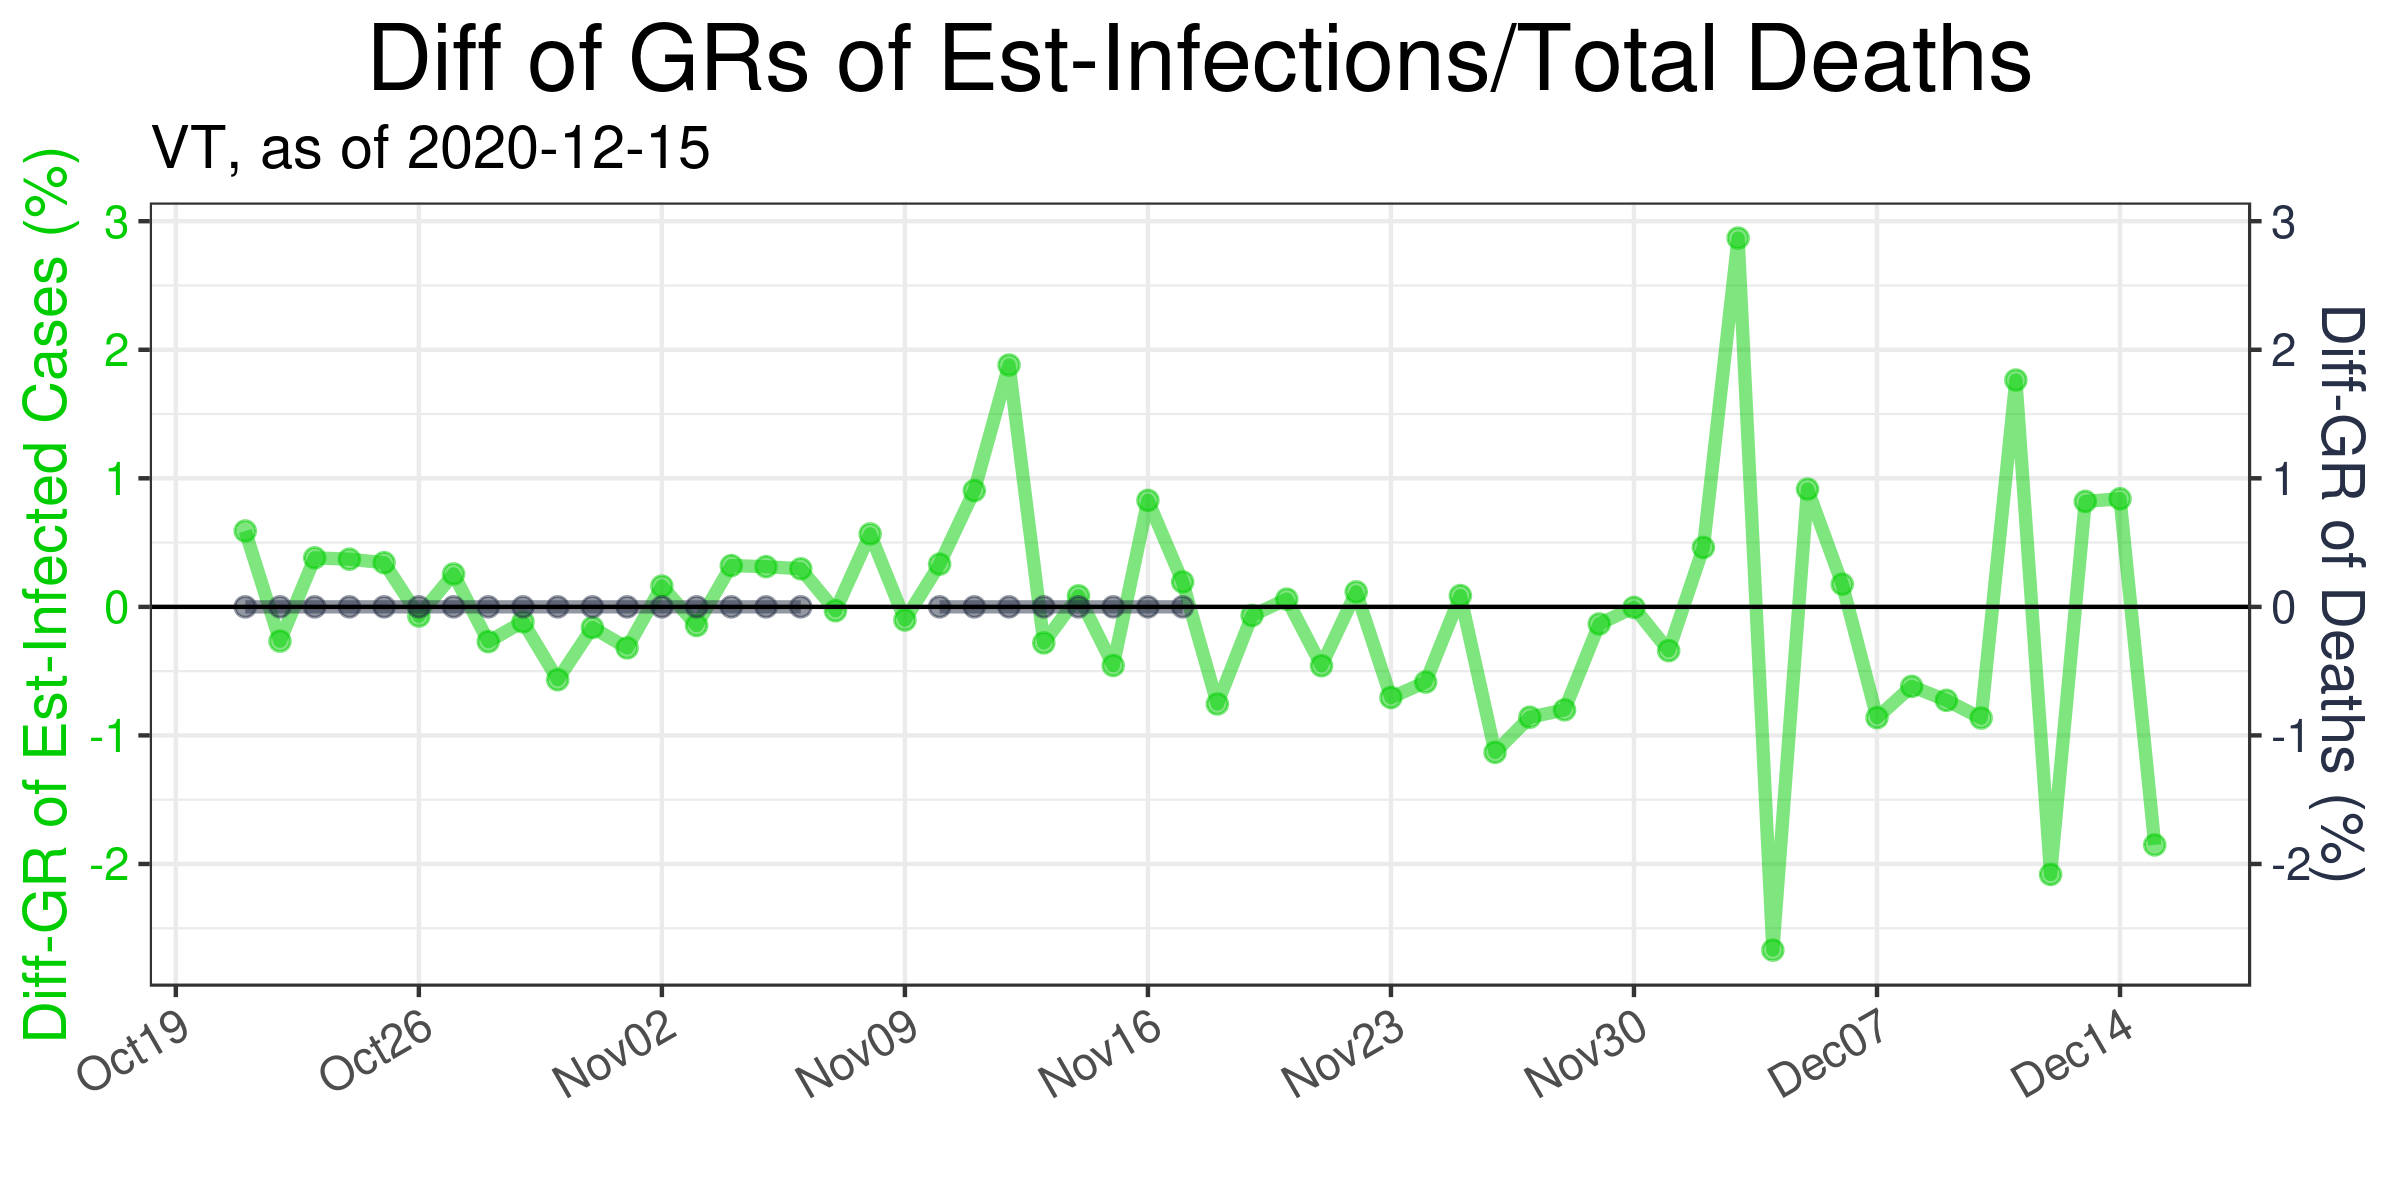 Diff of GRs of Est-Infections/Total Deaths
VT, as of 2020-12-15
Diff-GR of Est-Infected Cases (%)
3
2
1
0
-1
-2
3
2
1
0
-1
-2
Diff-GR of Deaths (%)
Oct19
Oct26
Nov02
Nov09
Nov16
Nov23
Nov30
Dec07
Dec14